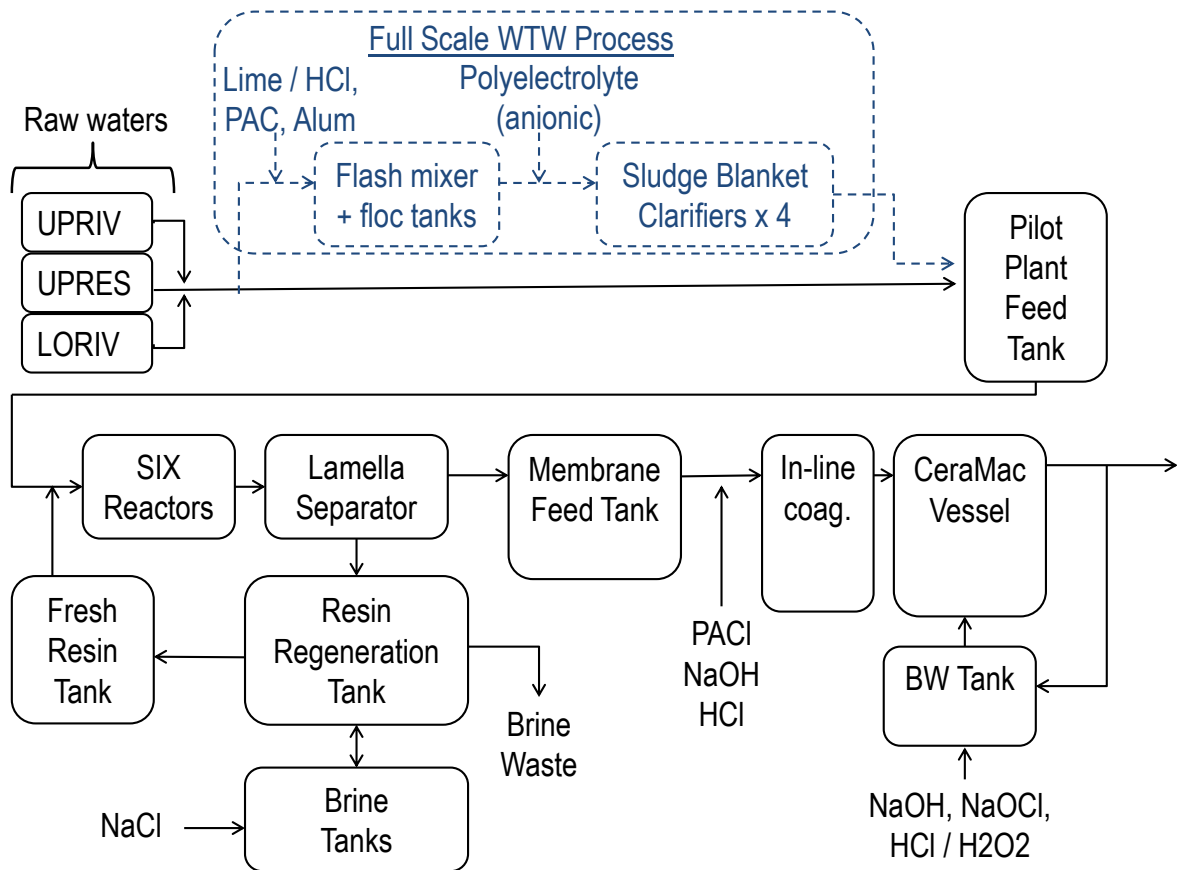 Full Scale WTW Process
Lime / HCl,
PAC, Alum
Polyelectrolyte
(anionic)
Raw waters
Flash mixer
+ floc tanks
Sludge Blanket
Clarifiers x 4
UPRIV
UPRES
LORIV
Pilot
Plant
Feed
Tank
SIX
Reactors
Lamella
Separator
Membrane
Feed Tank
In-line
coag.
CeraMac
Vessel
Fresh
Resin
Tank
Resin
Regeneration
Tank
PACl
NaOH
HCl
BW Tank
Brine
Waste
NaCl
Brine
Tanks
NaOH, NaOCl,
HCl / H2O2